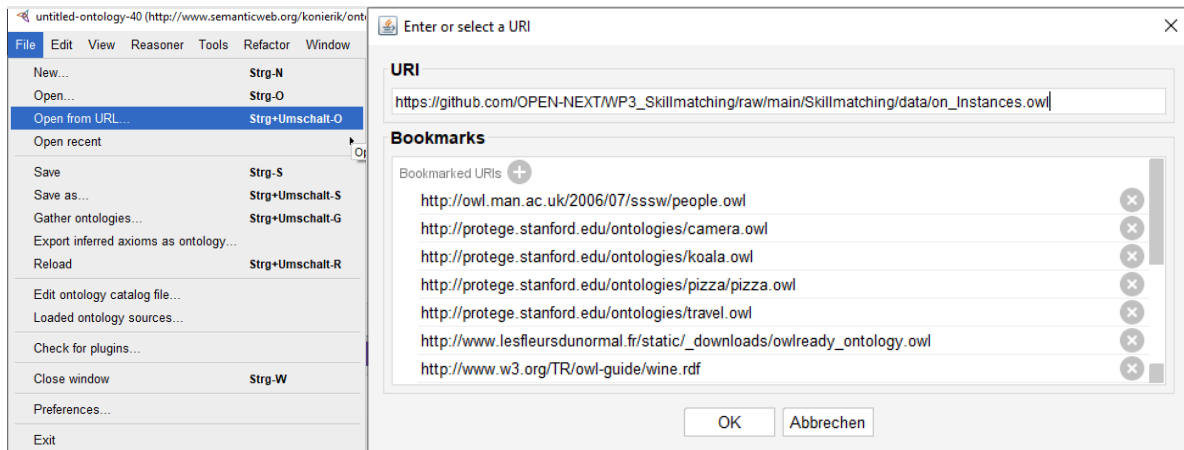 untitled-ontology-40 (http://www.semanticweb.org/konierik/onto
File Edit View Reasoner Tools Refactor Window
New... Strg-N
Open... Strg-O
Open from URL... Strg+Umschalt-O
Open recent
Op
Save Strg-S
Save as... Strg+Umschalt-S
Gather ontologies... Strg+Umschalt-G
Export inferred axioms as ontology...
Reload Strg+Umschalt-R
Edit ontology catalog file...
Loaded ontology sources...
Check for plugins...
Close window Strg-W
Preferences...
Exit
Enter or select a URI
URI
https://github.com/OPEN-NEXT/WP3_Skillmatching/raw/main/Skillmatching/data/on_Instances.owl
Bookmarks
Bookmarked URIs
http://owl.man.ac.uk/2006/07/sssw/people.owl
http://protege.stanford.edu/ontologies/camera.owl
http://protege.stanford.edu/ontologies/koala.owl
http://protege.stanford.edu/ontologies/pizza/pizza.owl
http://protege.stanford.edu/ontologies/travel.owl
http://www.lesfleursdunormal.fr/static/_downloads/owlready_ontology.owl
http://www.w3.org/TR/owl-guide/wine.rdf
OK Abbrechen